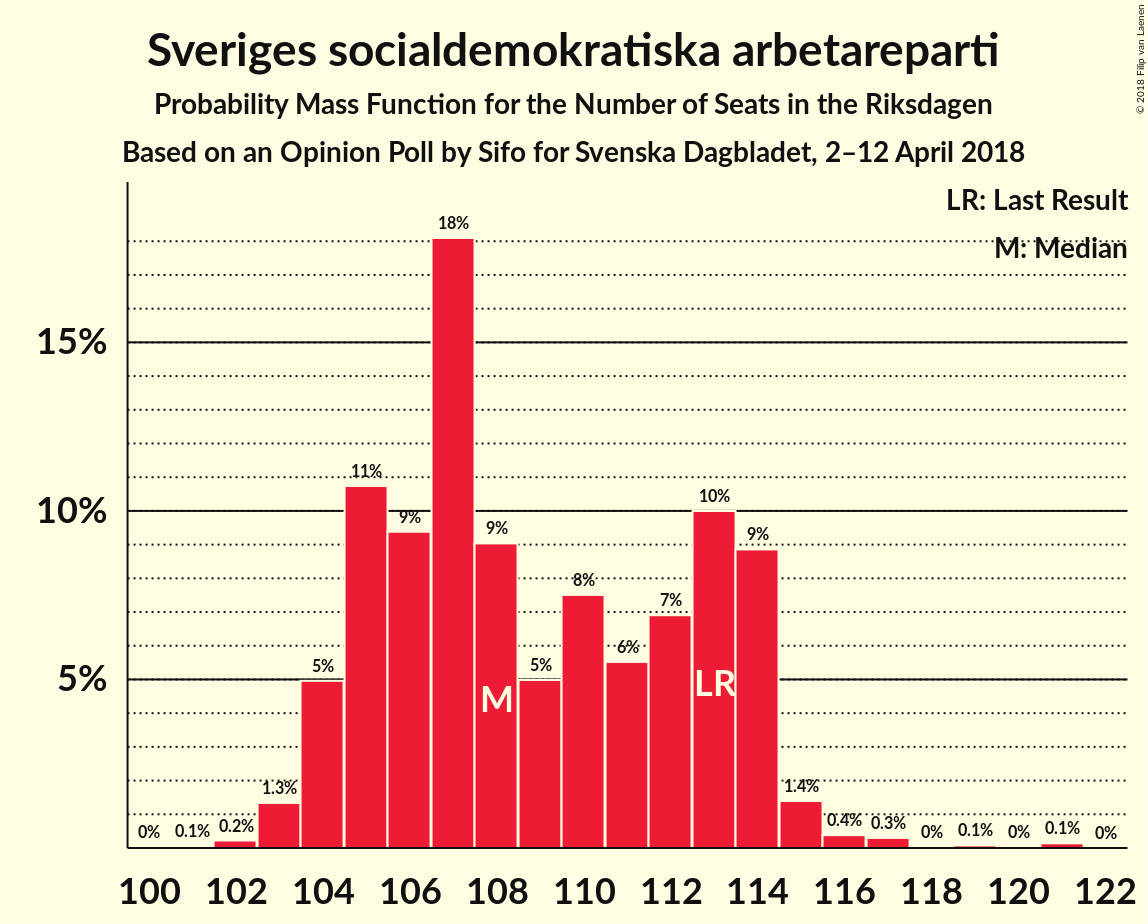 Sveriges socialdemokratiska arbetareparti
Probability Mass Function for the Number of Seats in the Riksdagen
Based on an Opinion Poll by Sifo for Svenska Dagbladet, 2–12 April 2018
© 2018 Filip van Laenen
LR: Last Result
M: Median
15%
10%
5%
0%
0.1%
0.2%
1.3%
5%
11%
9%
18%
9%
5%
8%
6%
7%
10%
9%
1.4%
0.4%
0.3%
0%
0.1%
0%
0.1%
0%
M
LR
100 102 104 106 108 110 112 114 116 118 120 122